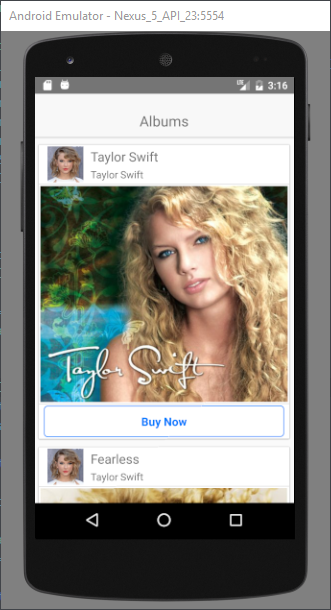 Android Emulator - Nexus_5_API_23:5554
3:16
Albums
Taylor Swift
Taylor Swift
Taylor Swift
Buy Now
Fearless
Taylor Swift